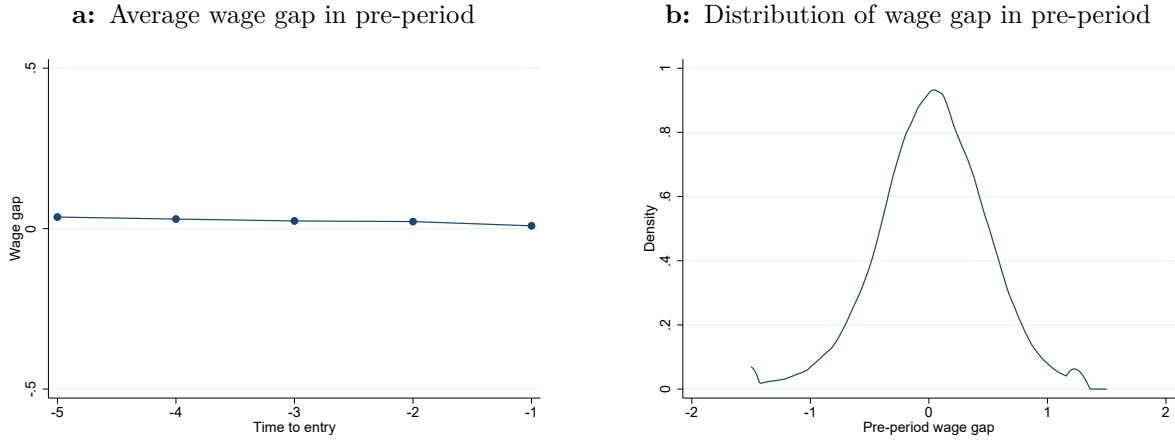 a: Average wage gap in pre-period
.5
0
-.5
Wage gap
-5 -4 -3 -2 -1
Time to entry
b: Distribution of wage gap in pre-period
1
.8
.6
.4
.2
0
Density
-2 -1 0 1 2
Pre-period wage gap